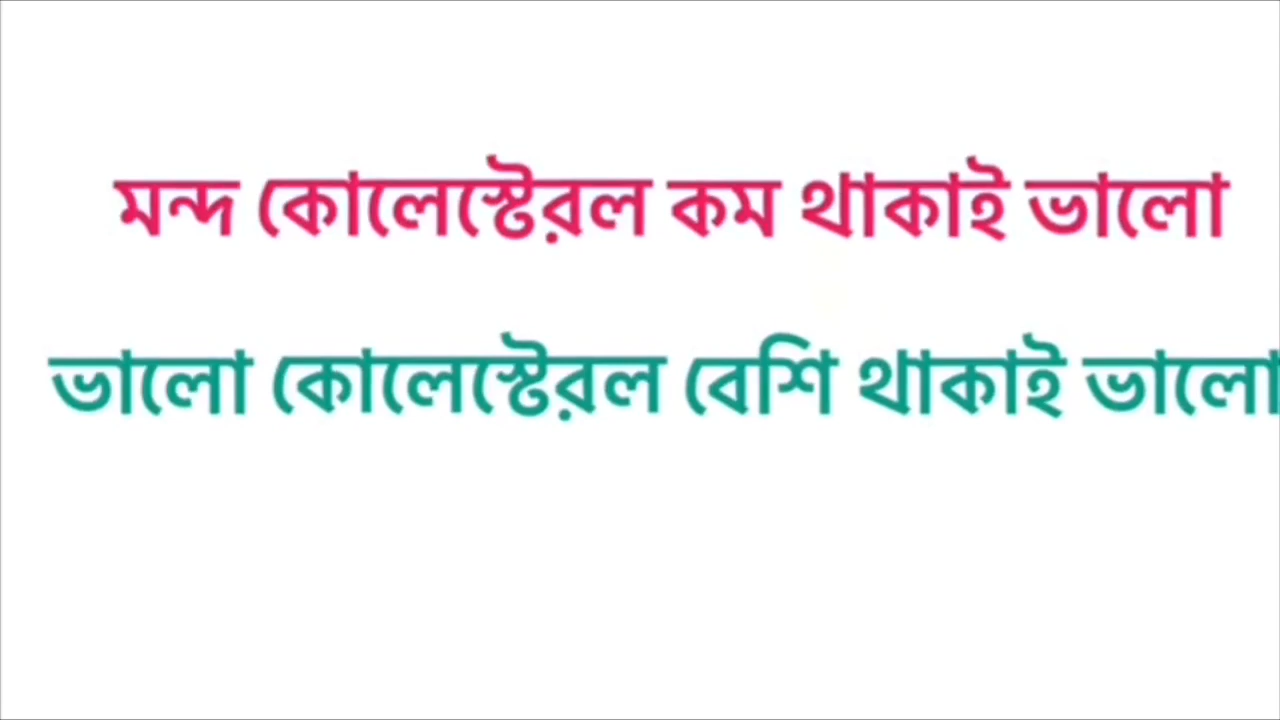 মন্দ কোলেস্টেরল কম থাকাই ভালো
ভালো কোলেস্টেরল বেশি থাকাই ভালো